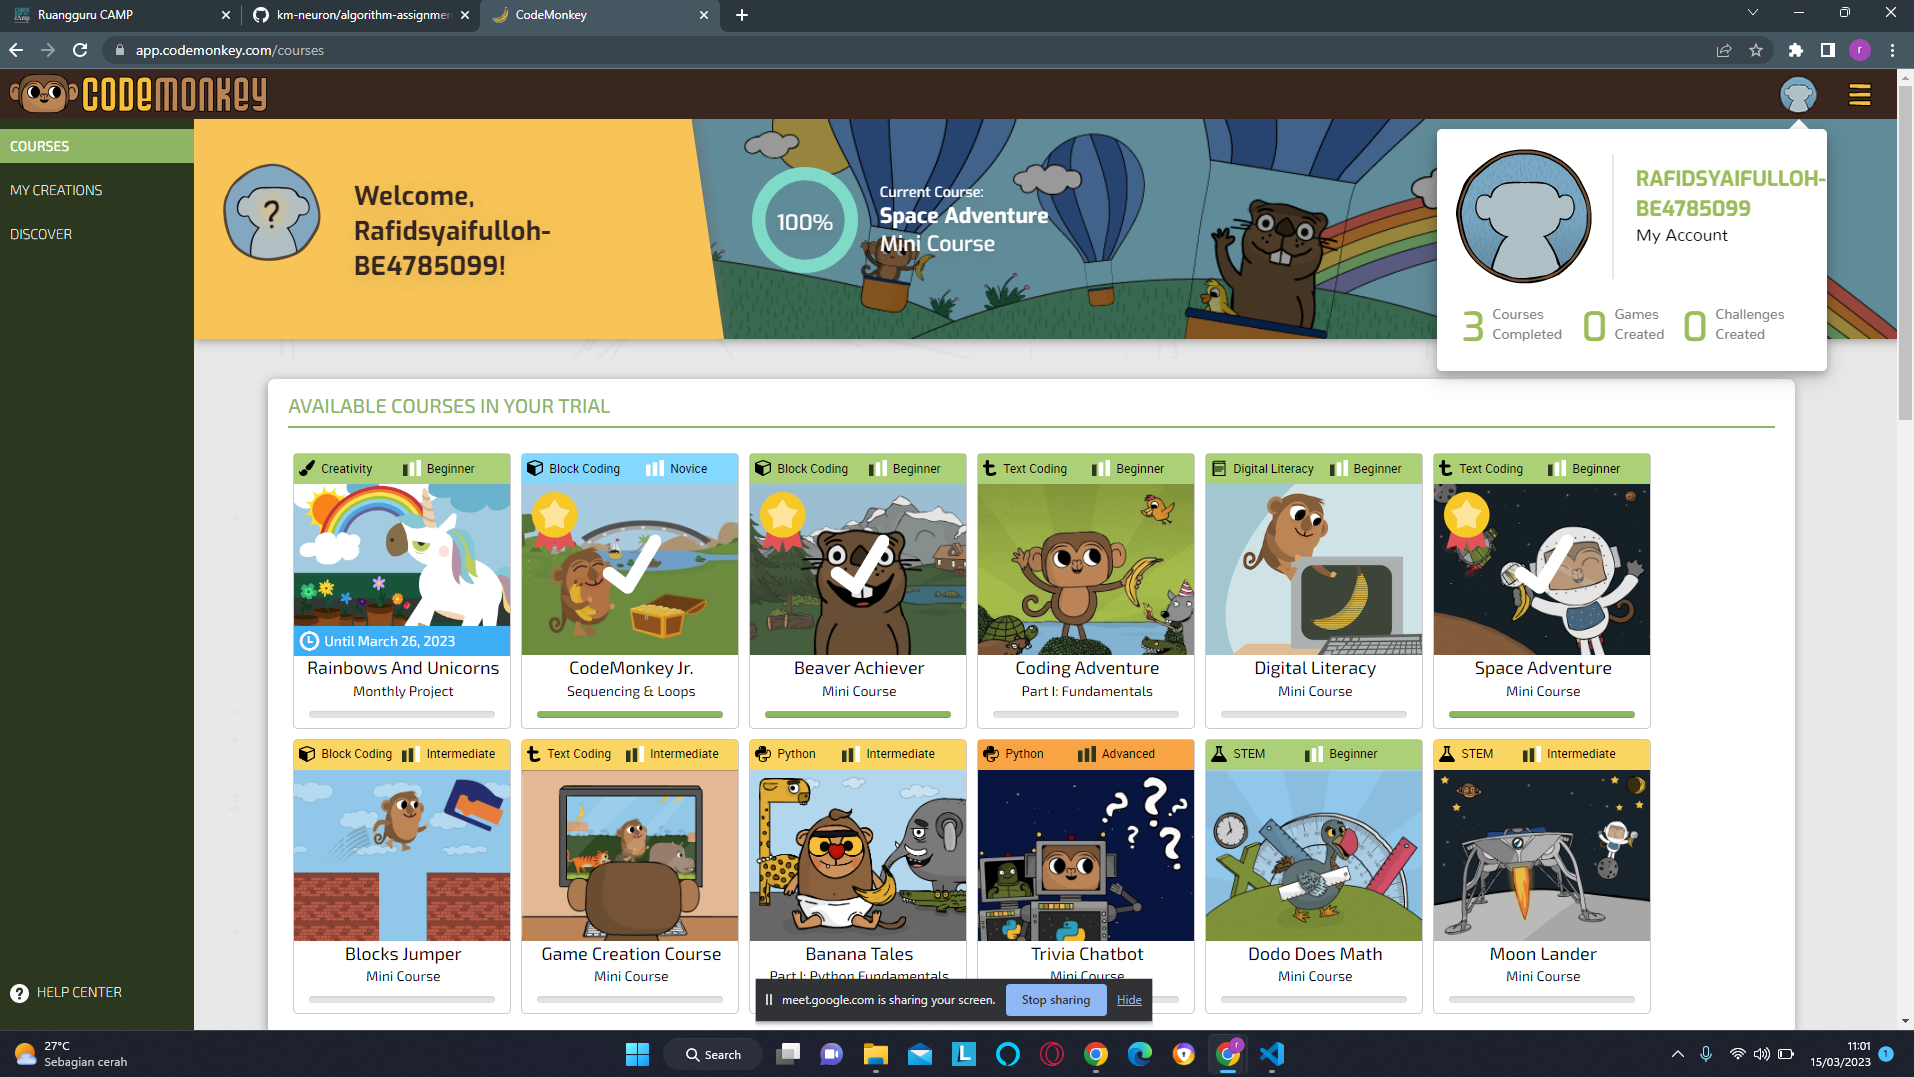 Ruangguru CAMP
km-neuron/algorithm-assignmen
CodeMonkey
app.codemonkey.com/courses
r
CODEMONKEY
COURSES
MY CREATIONS
DISCOVER
HELP CENTER
?
Welcome,
Rafidsyaifulloh-
BE4785099!
100%
Current Course:
Space Adventure
Mini Course
RAFIDSYAIFULLOH-
BE4785099
My Account
3 Courses Completed
0 Games Created
0 Challenges Created
AVAILABLE COURSES IN YOUR TRIAL
Creativity Beginner
Until March 26, 2023
Rainbows And Unicorns
Monthly Project
Block Coding Novice
CodeMonkey Jr.
Sequencing & Loops
Block Coding Beginner
Beaver Achiever
Mini Course
Text Coding Beginner
Coding Adventure
Part I: Fundamentals
Digital Literacy Beginner
Digital Literacy
Mini Course
Text Coding Beginner
Space Adventure
Mini Course
Block Coding Intermediate
Blocks Jumper
Mini Course
Text Coding Intermediate
Game Creation Course
Mini Course
Python Intermediate
Banana Tales
Part I: Python Fundamentals
Python Advanced
? ? ? ?
Trivia Chatbot
Mini Course
STEM Beginner
Dodo Does Math
Mini Course
STEM Intermediate
Moon Lander
Mini Course
meet.google.com is sharing your screen. Stop sharing Hide
27°C
Sebagian cerah
Search
11:01
15/03/2023
1